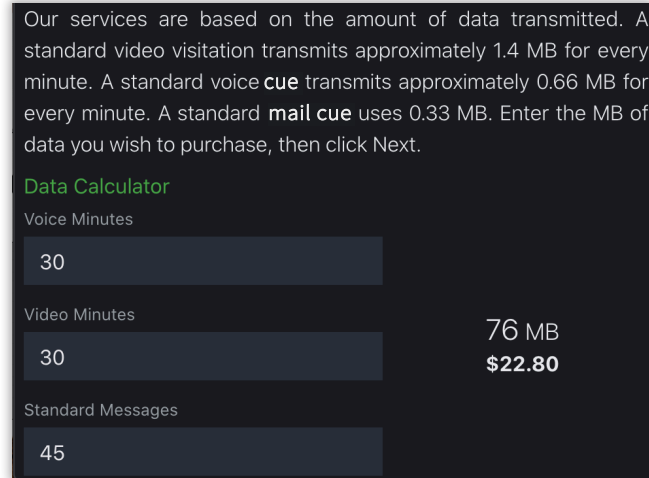 Our services are based on the amount of data transmitted. A
standard video visitation transmits approximately 1.4 MB for every
minute. A standard voice cue transmits approximately 0.66 MB for
every minute. A standard mail cue uses 0.33 MB. Enter the MB of
data you wish to purchase, then click Next.
Data Calculator
Voice Minutes
30
Video Minutes
30
76 MB
$22.80
Standard Messages
45